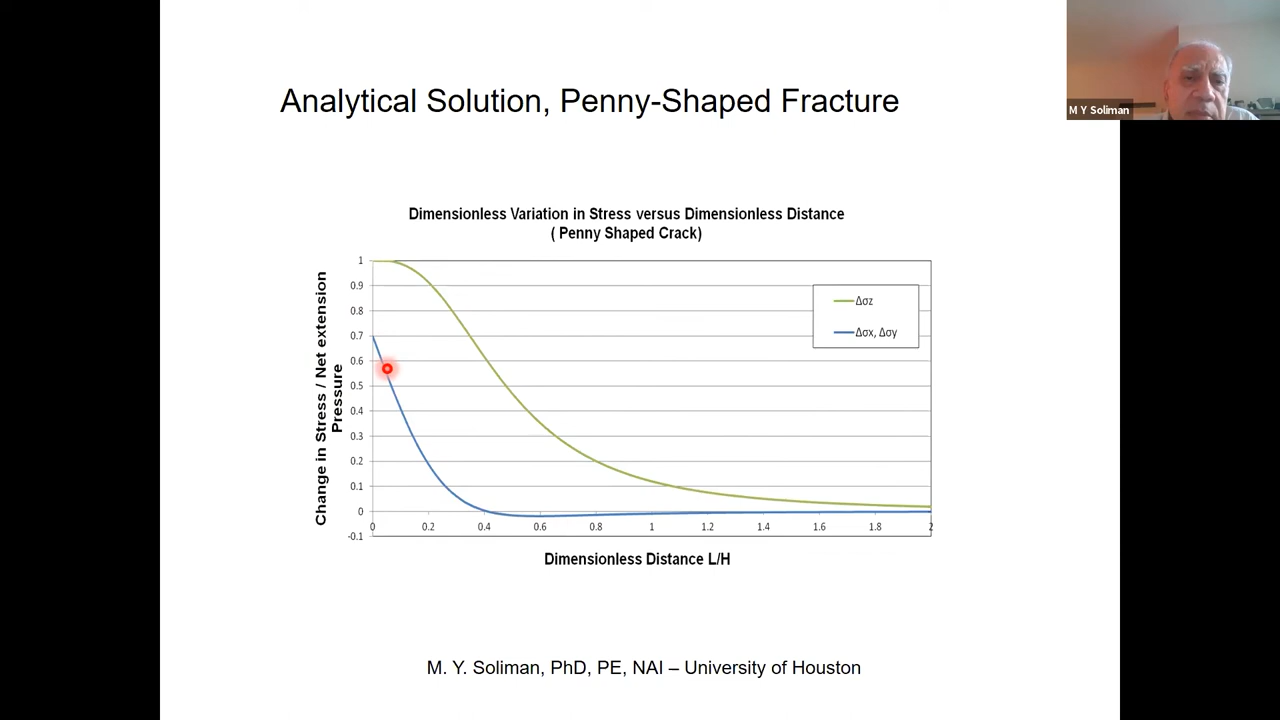 M Y Soliman
Analytical Solution, Penny-Shaped Fracture
Dimensionless Variation in Stress versus Dimensionless Distance
( Penny Shaped Crack)
Change in Stress / Net extension
Pressure
1
0.9
0.8
0.7
0.6
0.5
0.4
0.3
0.2
0.1
0
-0.1
Δσz
Δσx, Δσy
0 0.2 0.4 0.6 0.8 1 1.2 1.4 1.6 1.8 2
Dimensionless Distance L/H
M. Y. Soliman, PhD, PE, NAI – University of Houston